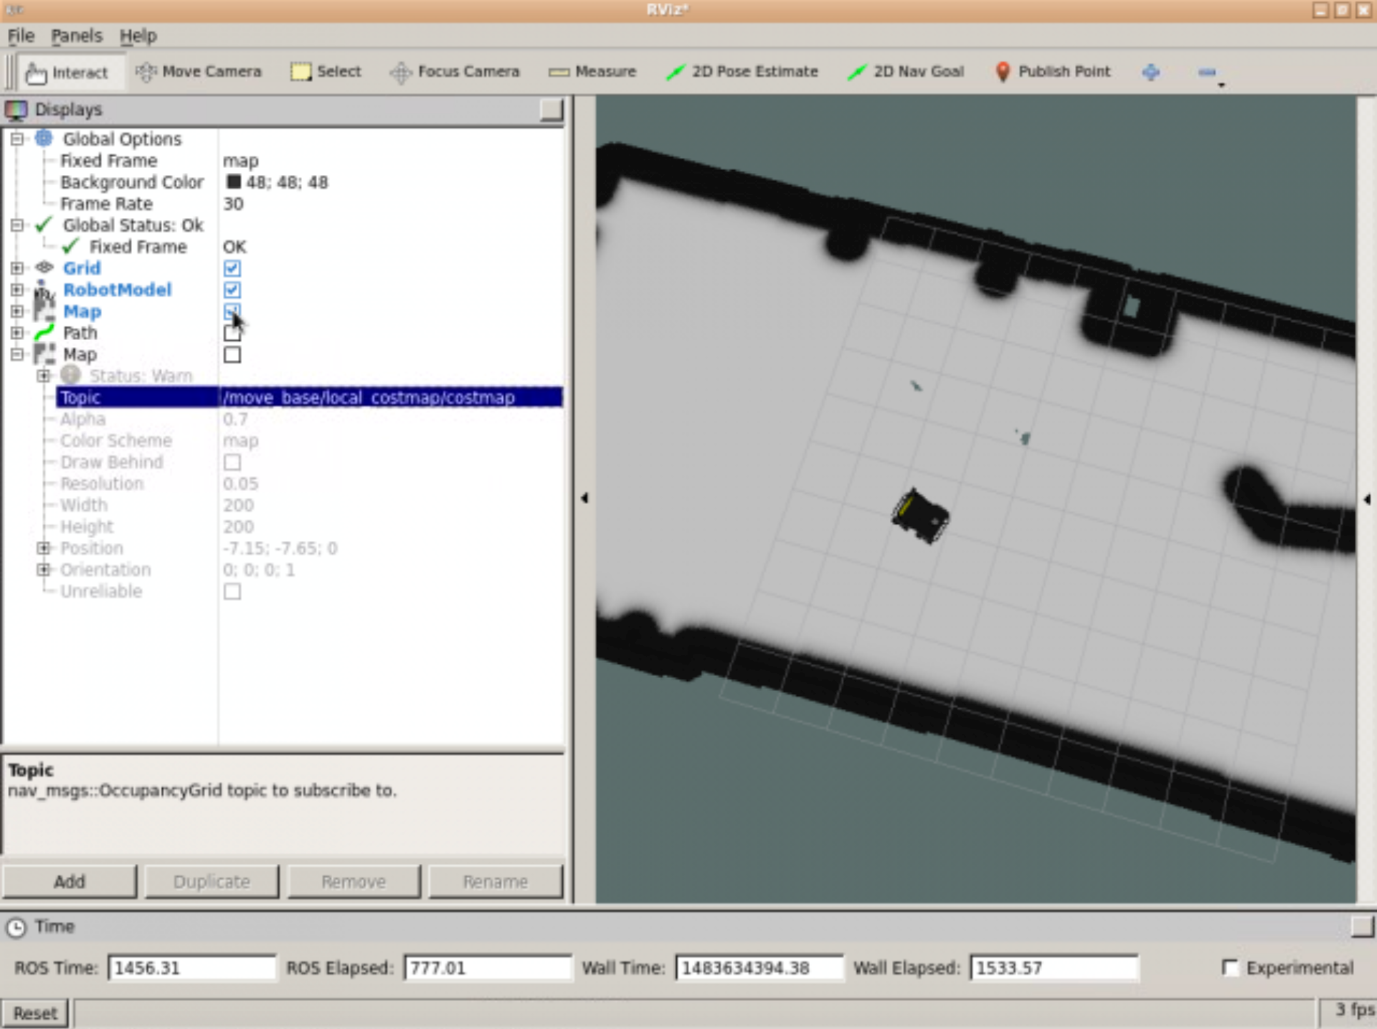 RViz*
File Panels Help
Interact Move Camera Select Focus Camera Measure 2D Pose Estimate 2D Nav Goal Publish Point
Displays
Global Options
Fixed Frame map
Background Color 48; 48; 48
Frame Rate 30
Global Status: Ok
Fixed Frame OK
Grid
RobotModel
Map
Path
Map
Status: Warn
Topic /move_base/local_costmap/costmap
Alpha 0.7
Color Scheme map
Draw Behind
Resolution 0.05
Width 200
Height 200
Position -7.15; -7.65; 0
Orientation 0; 0; 0; 1
Unreliable
Topic
nav_msgs::OccupancyGrid topic to subscribe to.
Add Duplicate Remove Rename
Time
ROS Time: 1456.31 ROS Elapsed: 777.01 Wall Time: 1483634394.38 Wall Elapsed: 1533.57 Experimental
Reset 3 fps